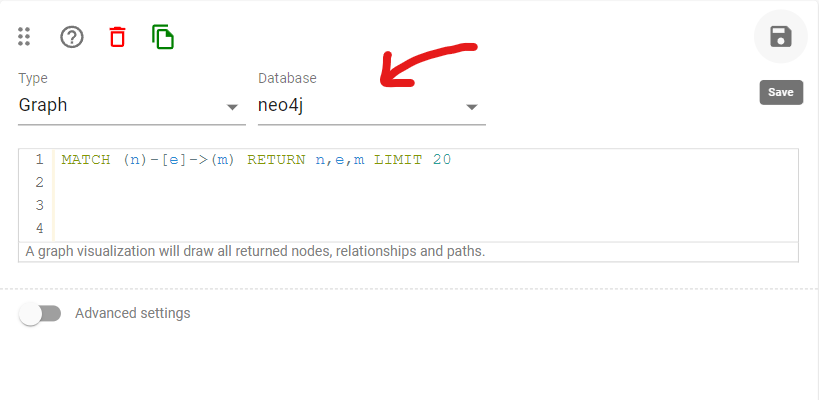 Type
Database
Graph
neo4j
Save
1 MATCH (n)-[e]->(m) RETURN n,e,m LIMIT 20
2
3
4
A graph visualization will draw all returned nodes, relationships and paths.
Advanced settings